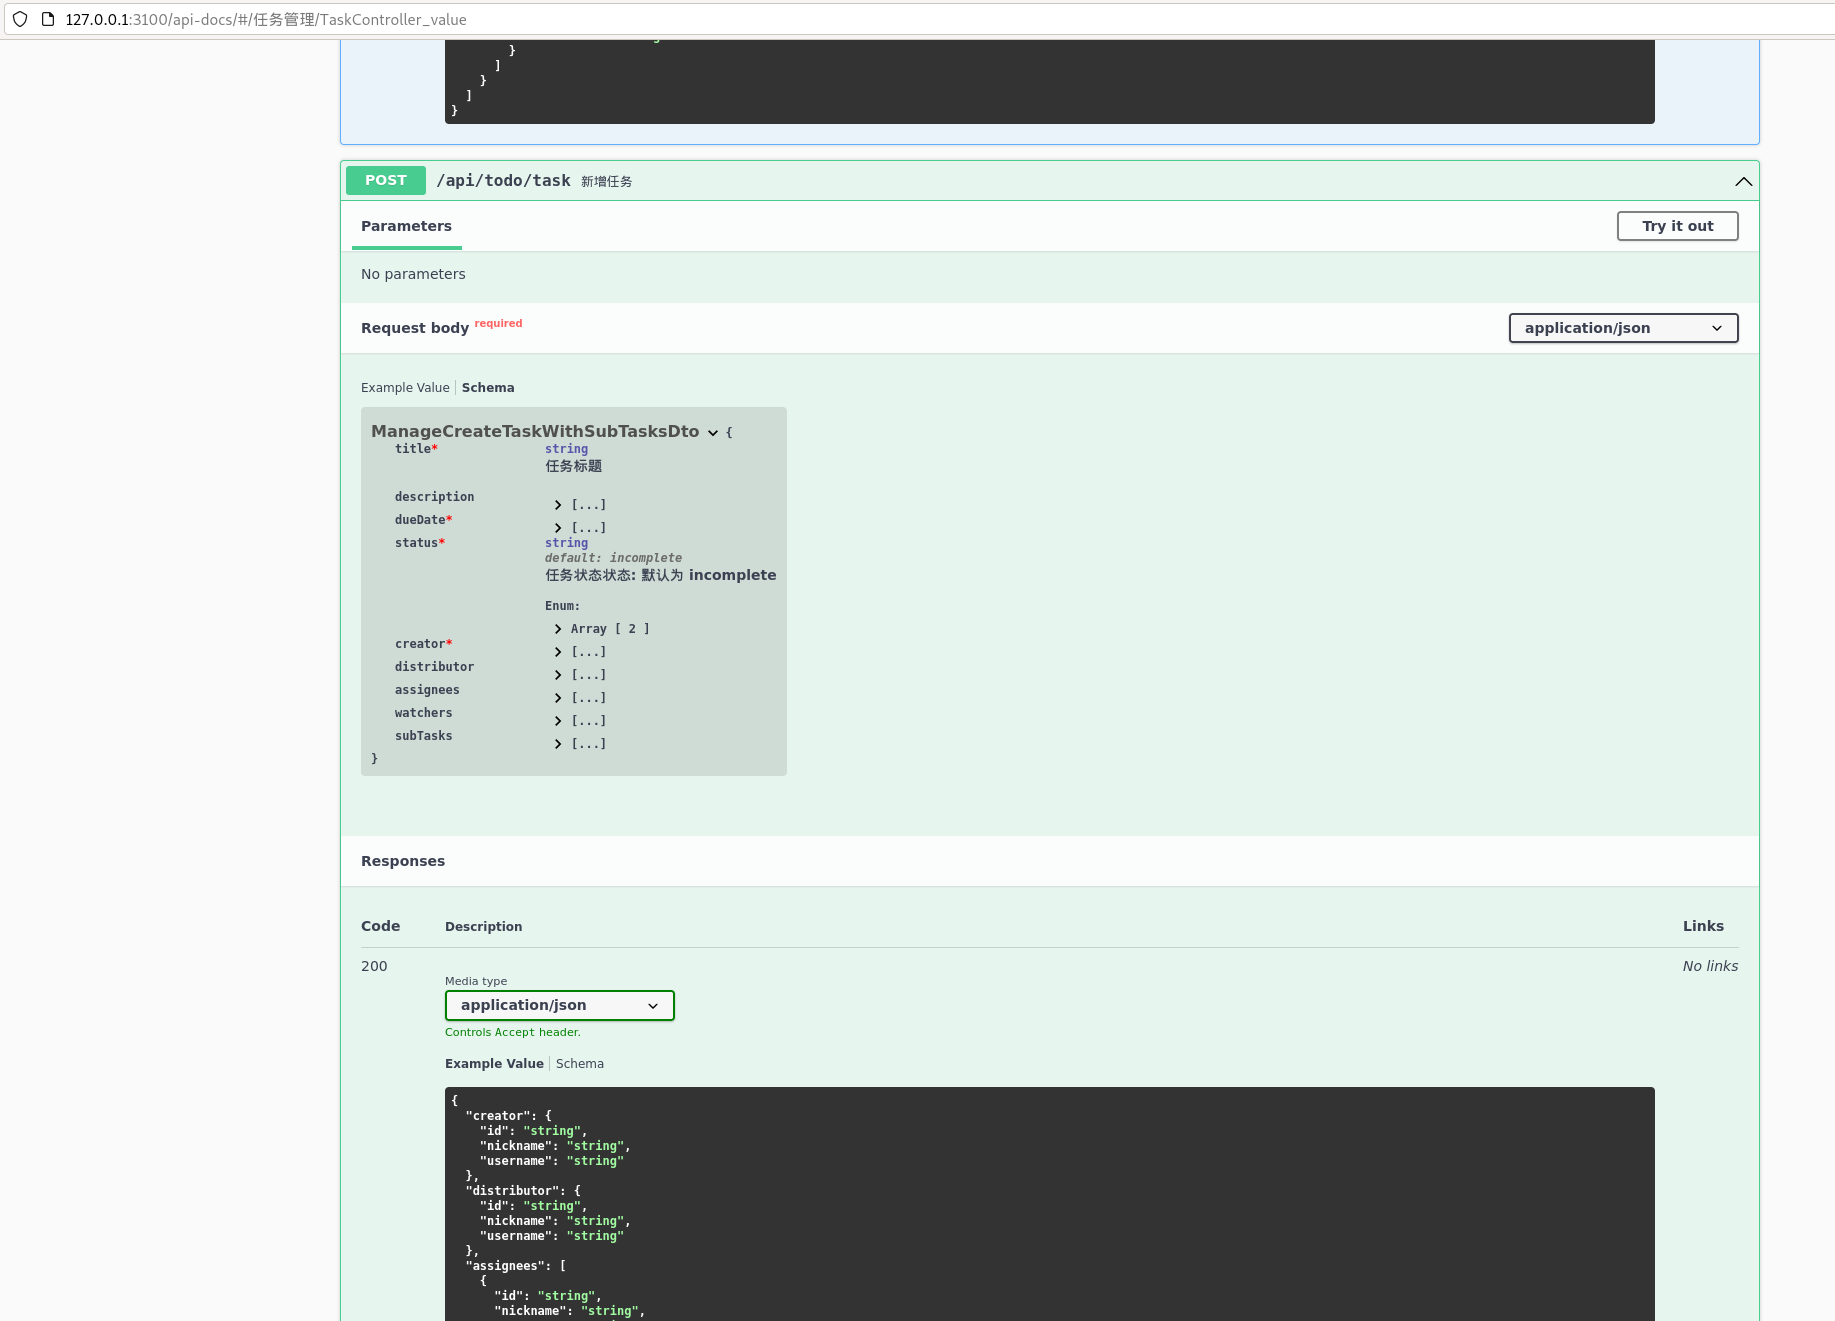 127.0.0.1:3100/api-docs/#/任务管理/TaskController_value
}
]
}
]
}
POST /api/todo/task 新增任务
Parameters
Try it out
No parameters
Request body required
application/json
Example Value | Schema
ManageCreateTaskWithSubTasksDto {
title* string
任务标题
description [...]
dueDate* [...]
status* string
default: incomplete
任务状态状态: 默认为 incomplete
Enum:
Array [ 2 ]
creator* [...]
distributor [...]
assignees [...]
watchers [...]
subTasks [...]
}
Responses
Code Description Links
200 No links
Media type
application/json
Controls Accept header.
Example Value | Schema
{
"creator": {
"id": "string",
"nickname": "string",
"username": "string"
},
"distributor": {
"id": "string",
"nickname": "string",
"username": "string"
},
"assignees": [
{
"id": "string",
"nickname": "string",